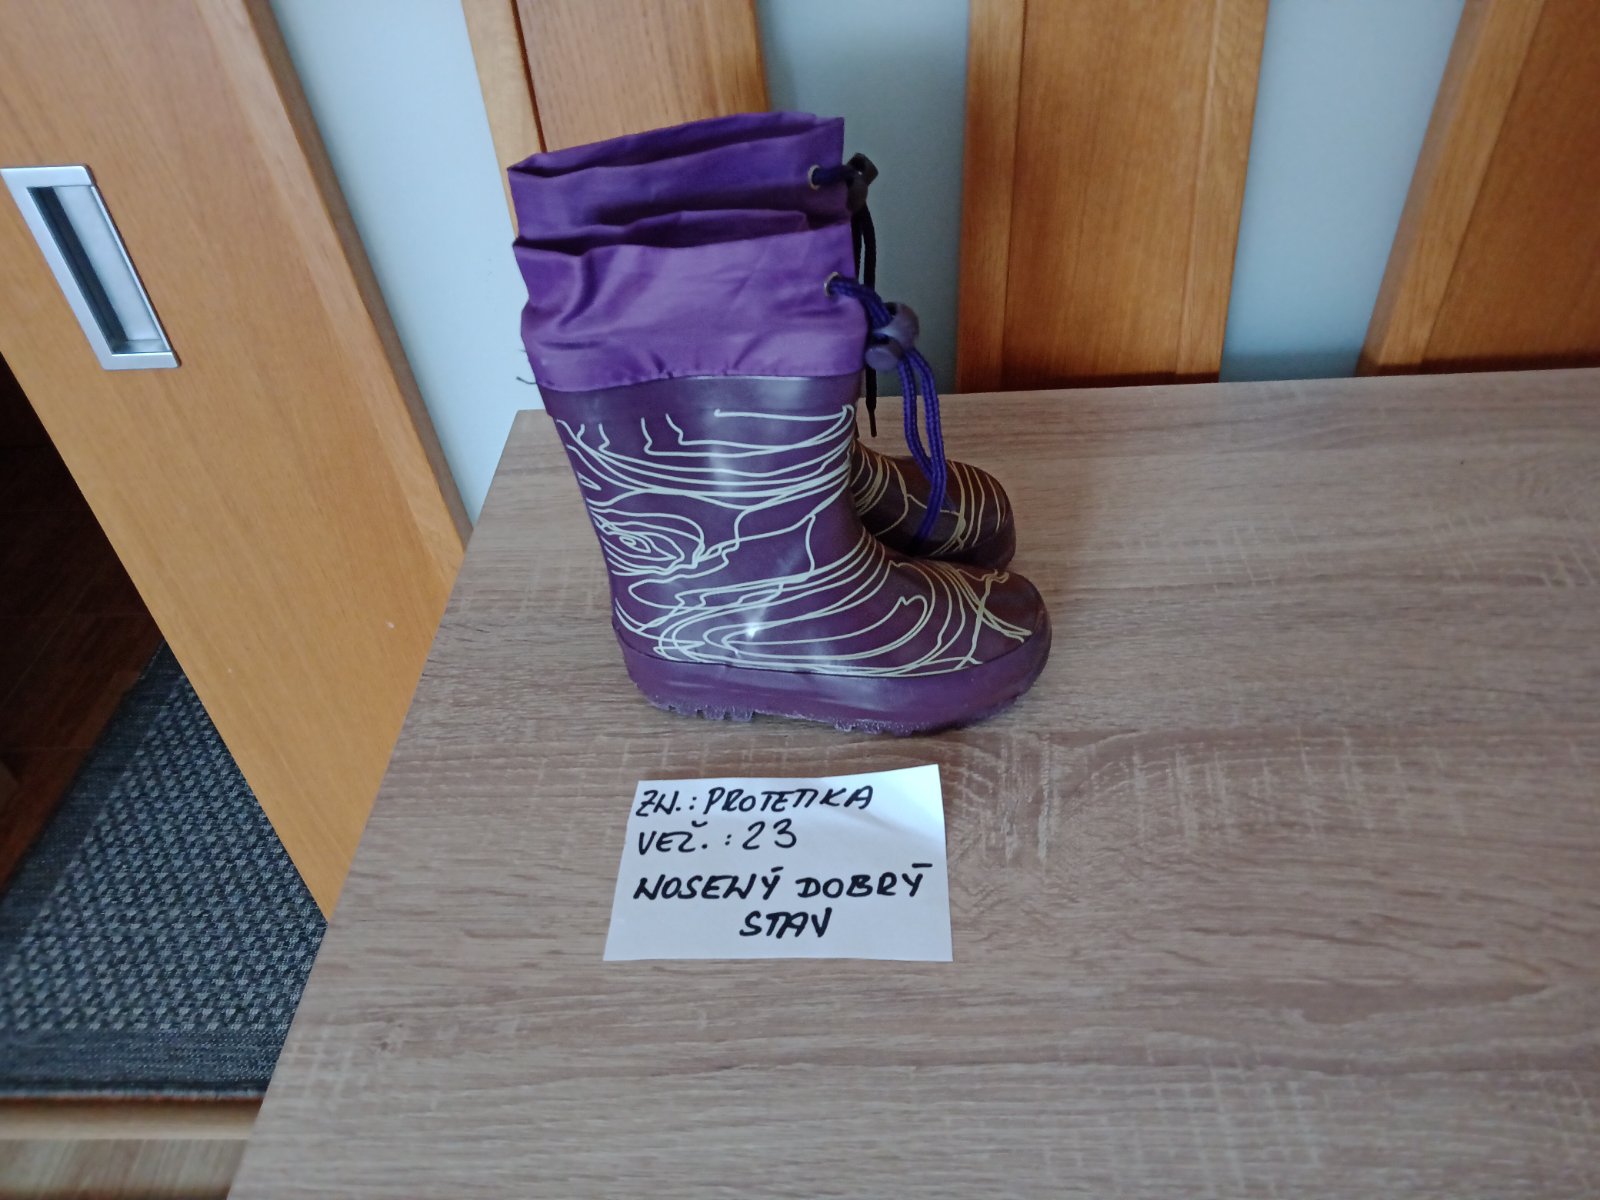 ZN.: PROTETIKA
VEĽ.: 23
NOSENÝ DOBRÝ
STAV